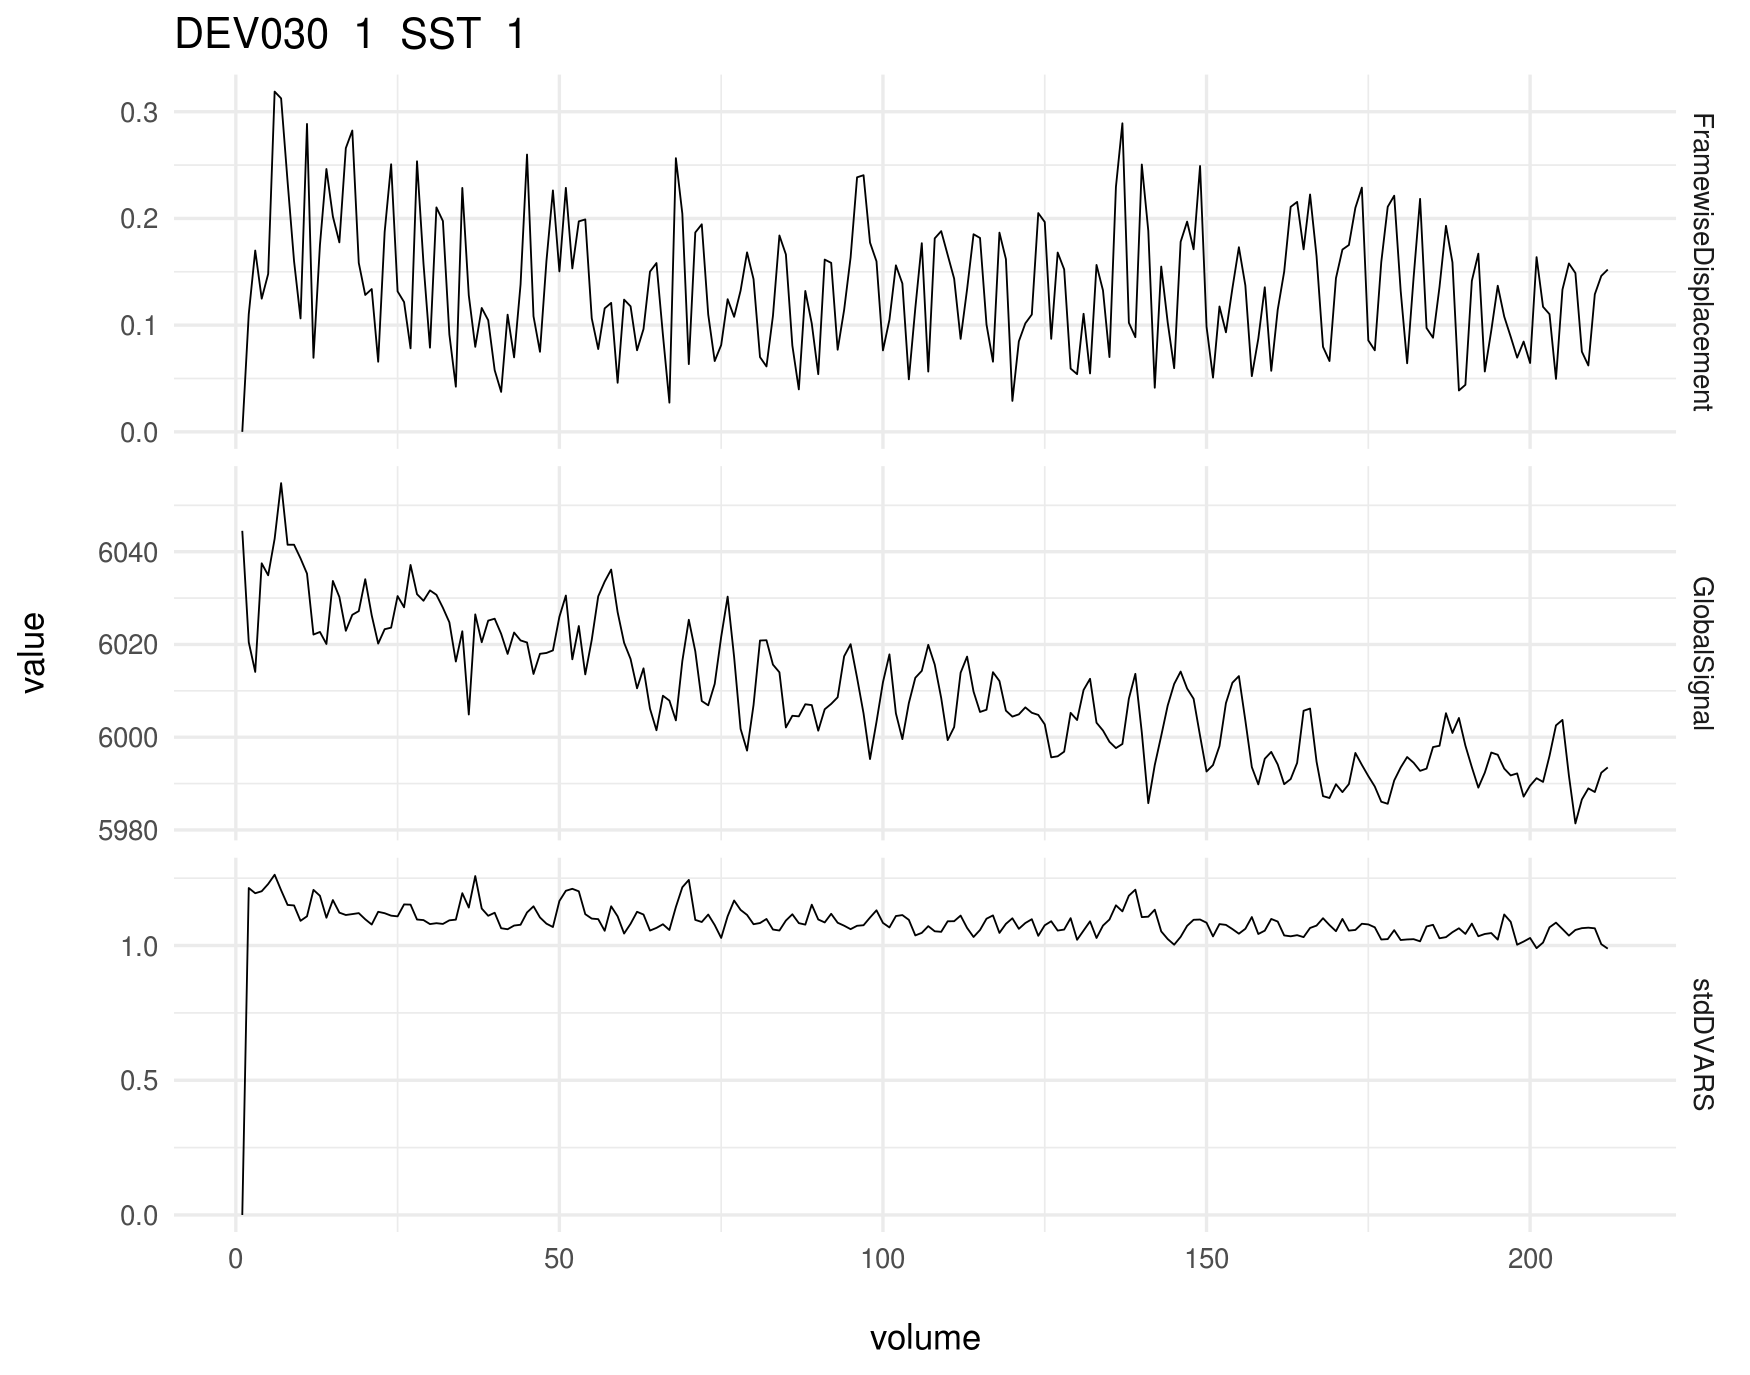 DEV030 1 SST 1
value
0.3
0.2
0.1
0.0
FramewiseDisplacement
6040
6020
6000
5980
GlobalSignal
1.0
0.5
0.0
stdDVARS
0 50 100 150 200
volume